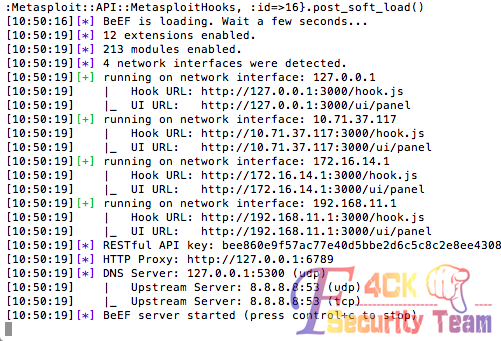 :Metasploit::API::MetasploitHooks, :id=>16}.post_soft_load()
[10:50:16][*] BeEF is loading. Wait a few seconds...
[10:50:19][*] 12 extensions enabled.
[10:50:19][*] 213 modules enabled.
[10:50:19][*] 4 network interfaces were detected.
[10:50:19][+] running on network interface: 127.0.0.1
[10:50:19]    |   Hook URL: http://127.0.0.1:3000/hook.js
[10:50:19]    |_  UI URL:   http://127.0.0.1:3000/ui/panel
[10:50:19][+] running on network interface: 10.71.37.117
[10:50:19]    |   Hook URL: http://10.71.37.117:3000/hook.js
[10:50:19]    |_  UI URL:   http://10.71.37.117:3000/ui/panel
[10:50:19][+] running on network interface: 172.16.14.1
[10:50:19]    |   Hook URL: http://172.16.14.1:3000/hook.js
[10:50:19]    |_  UI URL:   http://172.16.14.1:3000/ui/panel
[10:50:19][+] running on network interface: 192.168.11.1
[10:50:19]    |   Hook URL: http://192.168.11.1:3000/hook.js
[10:50:19]    |_  UI URL:   http://192.168.11.1:3000/ui/panel
[10:50:19][*] RESTful API key: bee860e9f57ac77e40d5bbe2d6c5c8c2e8ee4308
[10:50:19][*] HTTP Proxy: http://127.0.0.1:6789
[10:50:19][*] DNS Server: 127.0.0.1:5300 (udp)
[10:50:19]    |   Upstream Server: 8.8.8.8:53 (udp)
[10:50:19]    |_  Upstream Server: 8.8.8.8:53 (tcp)
[10:50:19][*] BeEF server started (press control+c to stop)
F4CK
Security Team